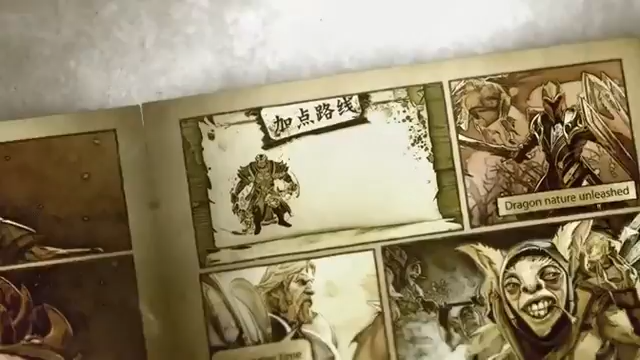 加点路线
Dragon nature unleashed